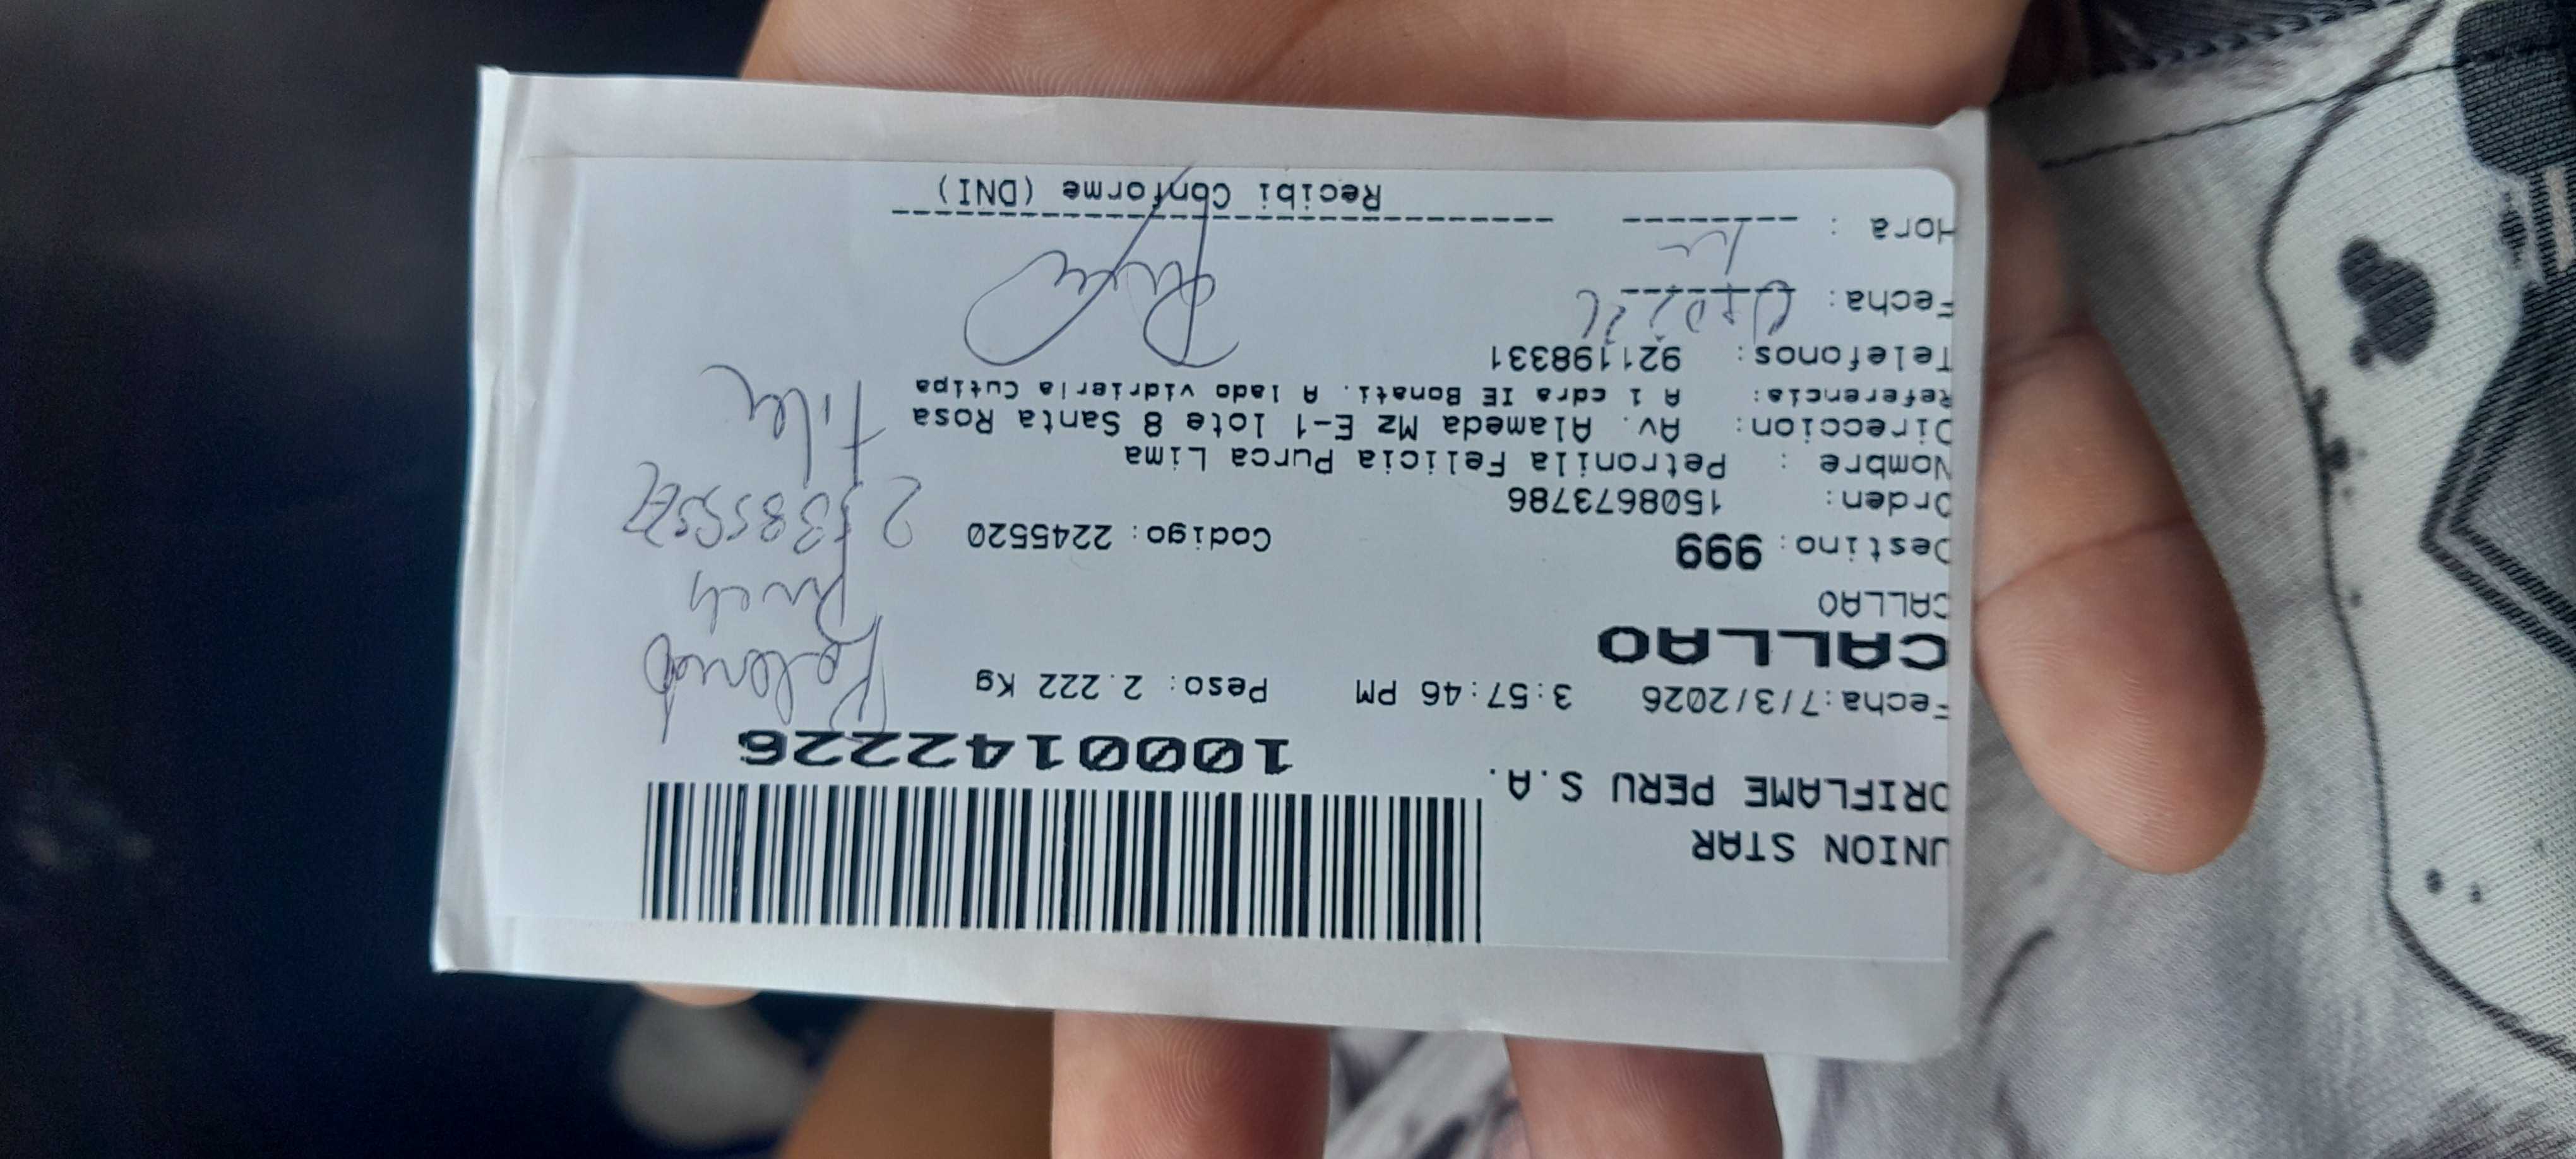 UNION STAR
ORIFLAME PERU S.A.
1000142226
Fecha:7/3/2026 3:57:46 PM Peso: 2.222 Kg
CALLAO
CALLAO
Destino: 999 Codigo: 2245520
Orden: 1508673786
Nombre : Petronila Felicia Purca Lima
Direccion: Av. Alameda Mz E-1 lote 8 Santa Rosa
Referencia: A 1 cdra IE Bonati. A lado vidrieria Cutipa
Telefonos: 921198331
Fecha:
Hora :
Recibi Conforme (DNI)